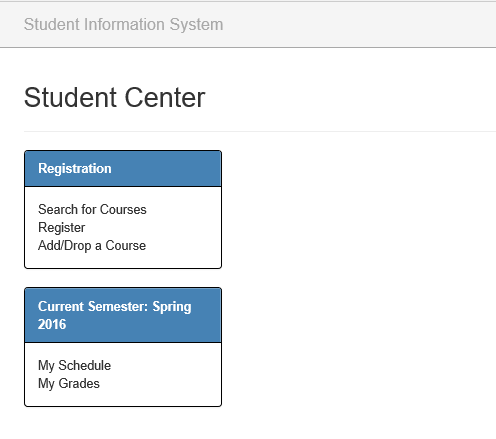 Student Information System
Student Center
Registration
Search for Courses
Register
Add/Drop a Course
Current Semester: Spring
2016
My Schedule
My Grades